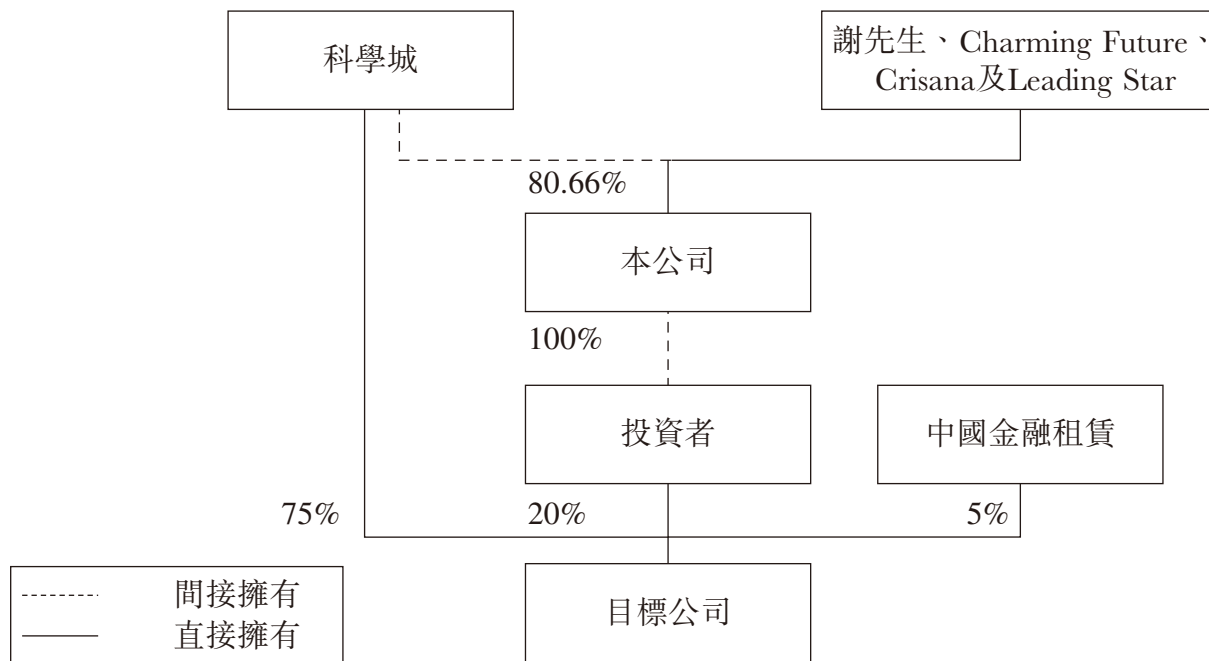 科學城
謝先生、Charming Future、
Crisana及Leading Star
80.66%
本公司
100%
投資者
中國金融租賃
75%
20%
5%
目標公司
間接擁有
直接擁有